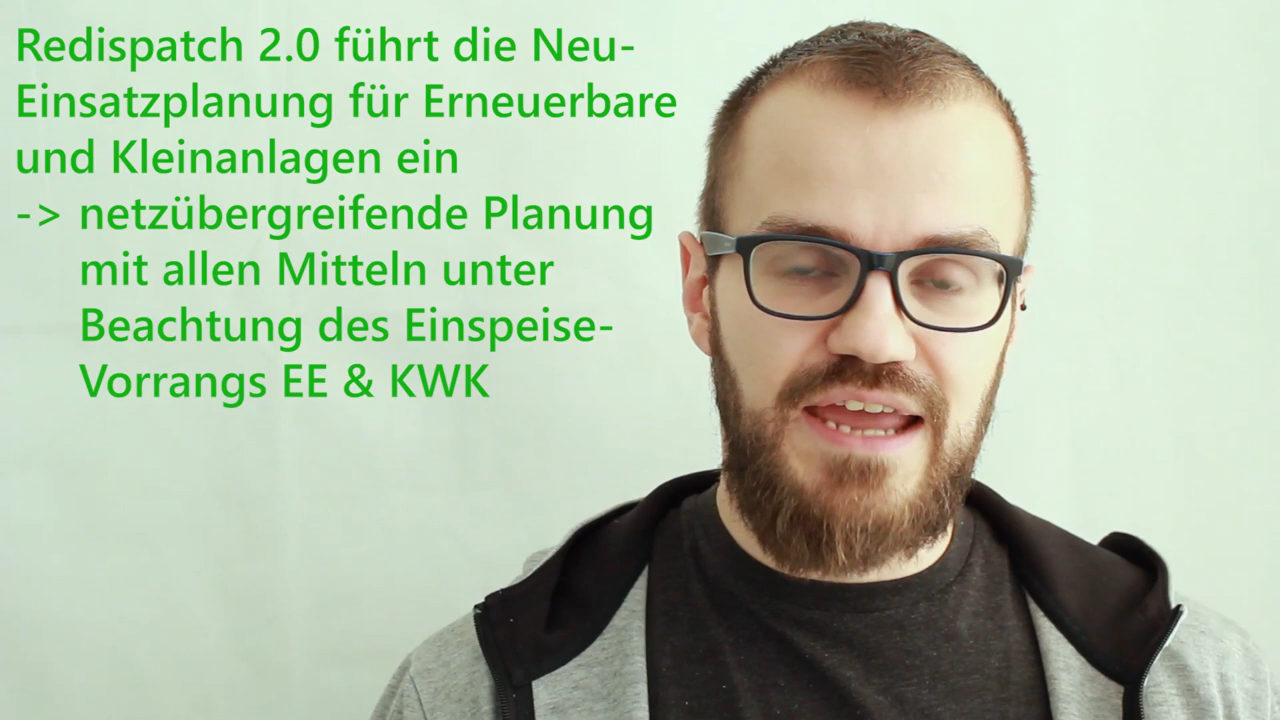 Redispatch 2.0 führt die Neu-
Einsatzplanung für Erneuerbare
und Kleinanlagen ein
-> netzübergreifende Planung
mit allen Mitteln unter
Beachtung des Einspeise-
Vorrangs EE & KWK